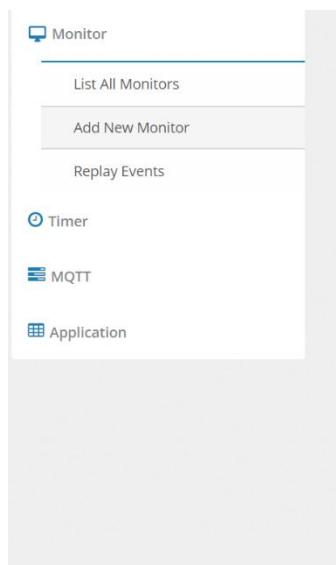 Monitor
List All Monitors
Add New Monitor
Replay Events
Timer
MQTT
Application